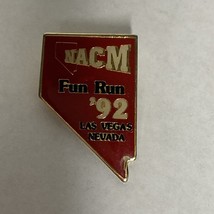 NACM
Fun Run
'92
LAS VEGAS
NEVADA